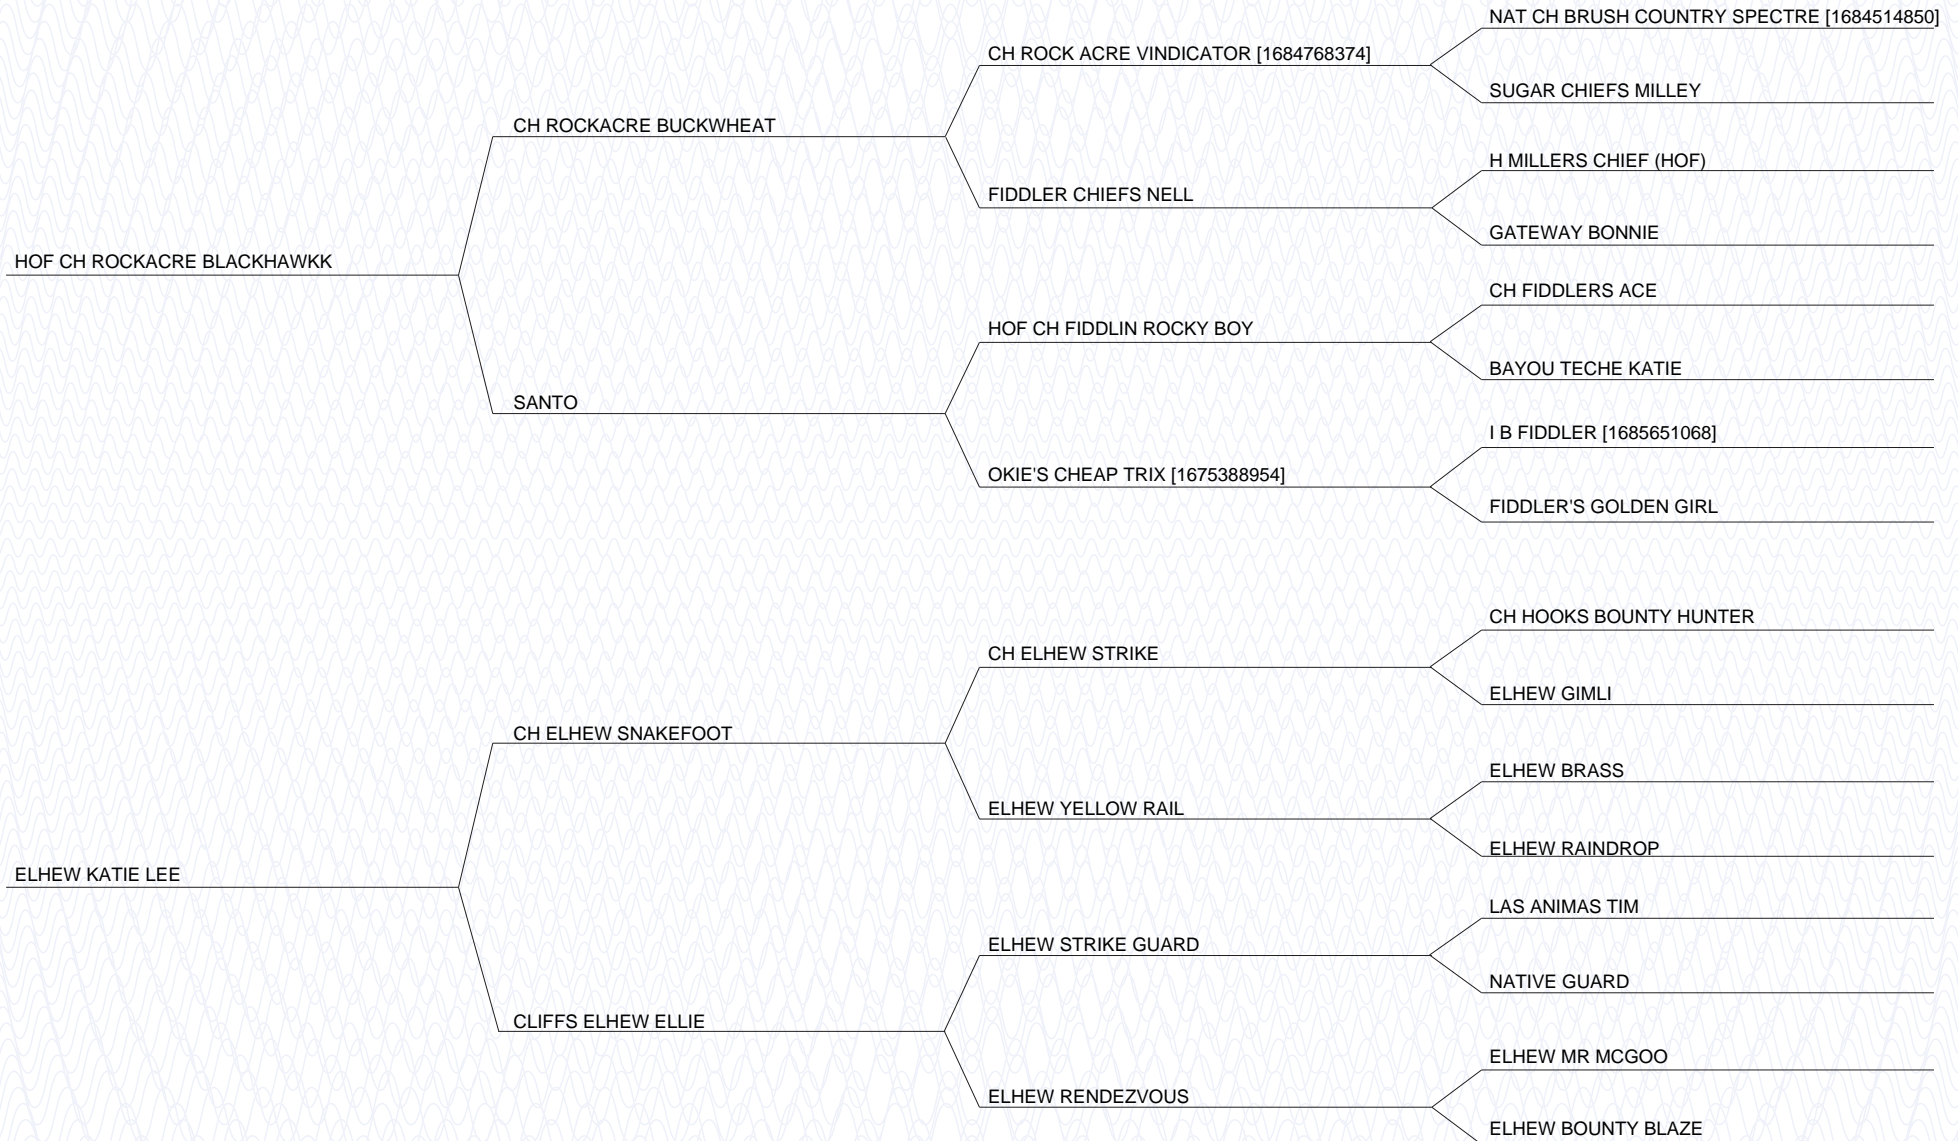 NAT CH BRUSH COUNTRY SPECTRE [1684514850]
CH ROCK ACRE VINDICATOR [1684768374]
SUGAR CHIEFS MILLEY
CH ROCKACRE BUCKWHEAT
H MILLERS CHIEF (HOF)
FIDDLER CHIEFS NELL
GATEWAY BONNIE
HOF CH ROCKACRE BLACKHAWKK
CH FIDDLERS ACE
HOF CH FIDDLIN ROCKY BOY
BAYOU TECHE KATIE
SANTO
I B FIDDLER [1685651068]
OKIE'S CHEAP TRIX [1675388954]
FIDDLER'S GOLDEN GIRL
CH HOOKS BOUNTY HUNTER
CH ELHEW STRIKE
ELHEW GIMLI
CH ELHEW SNAKEFOOT
ELHEW BRASS
ELHEW YELLOW RAIL
ELHEW RAINDROP
ELHEW KATIE LEE
LAS ANIMAS TIM
ELHEW STRIKE GUARD
NATIVE GUARD
CLIFFS ELHEW ELLIE
ELHEW MR MCGOO
ELHEW RENDEZVOUS
ELHEW BOUNTY BLAZE